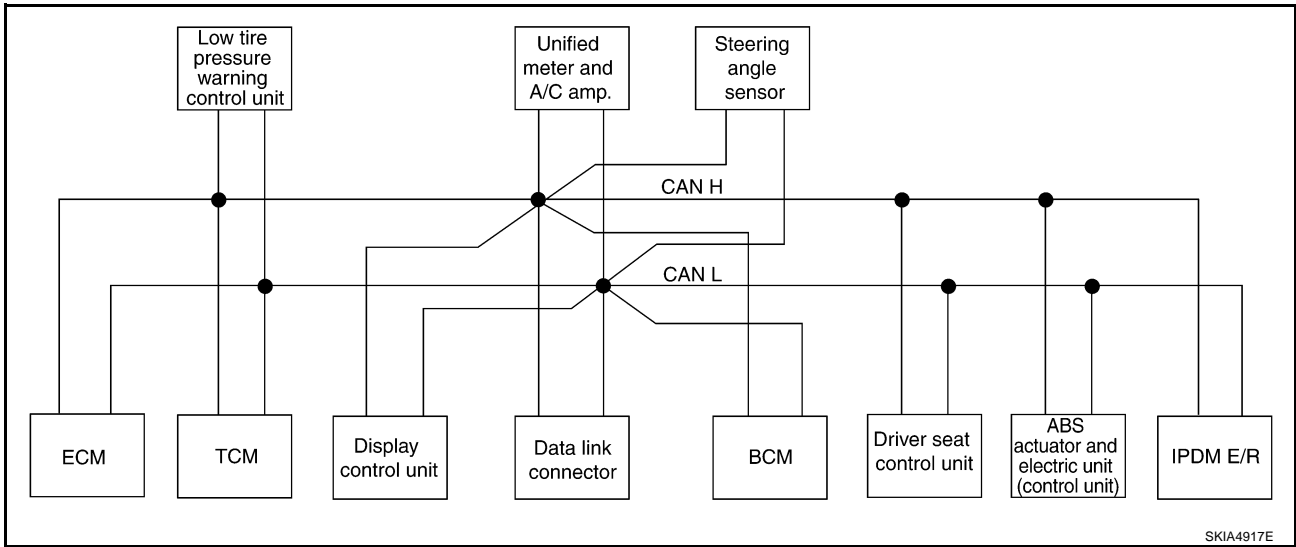 Low tire
pressure
warning
control unit
Unified
meter and
A/C amp.
Steering
angle
sensor
CAN H
CAN L
ECM
TCM
Display
control unit
Data link
connector
BCM
Driver seat
control unit
ABS
actuator and
electric unit
(control unit)
IPDM E/R
SKIA4917E